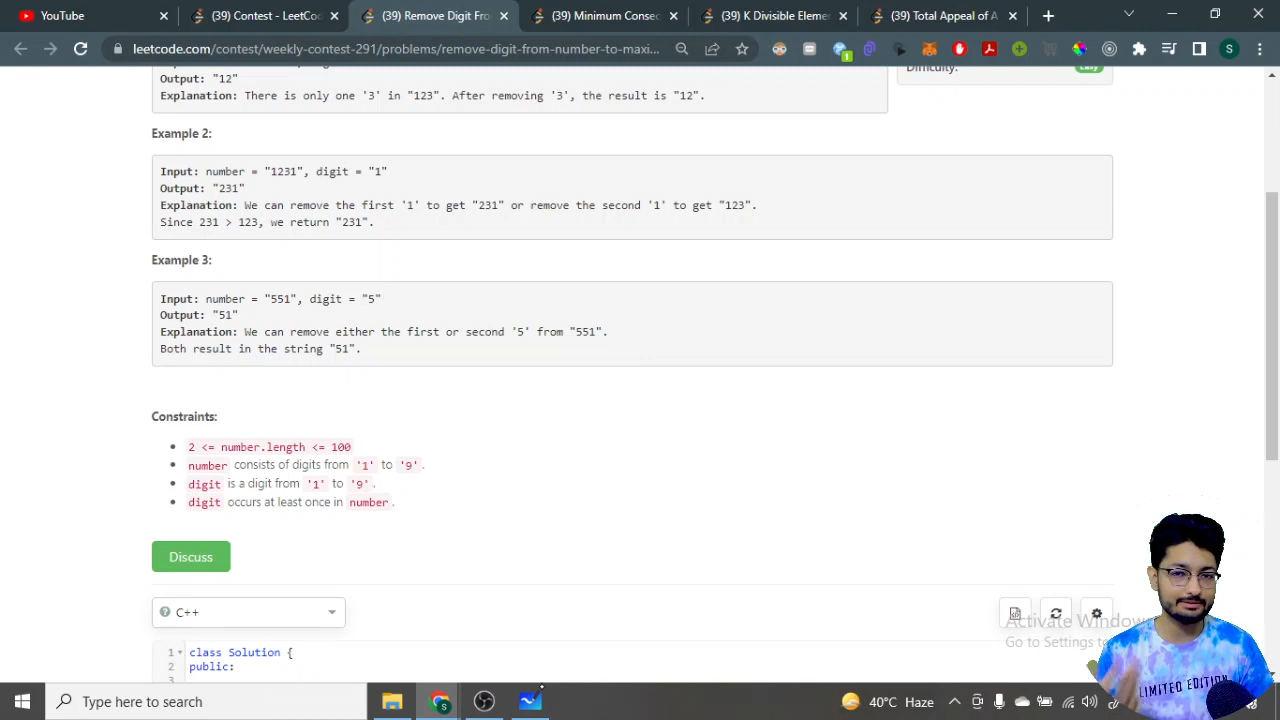 YouTube
(39) Contest - LeetCo
(39) Remove Digit Fro
(39) Minimum Consec
(39) K Divisible Eleme
(39) Total Appeal of A
leetcode.com/contest/weekly-contest-291/problems/remove-digit-from-number-to-maxi...
S
1
Output: "12"
Explanation: There is only one '3' in "123". After removing '3', the result is "12".
Difficulty:
Easy
Example 2:
Input: number = "1231", digit = "1"
Output: "231"
Explanation: We can remove the first '1' to get "231" or remove the second '1' to get "123".
Since 231 > 123, we return "231".
Example 3:
Input: number = "551", digit = "5"
Output: "51"
Explanation: We can remove either the first or second '5' from "551".
Both result in the string "51".
Constraints:
2 <= number.length <= 100
number consists of digits from '1' to '9'.
digit is a digit from '1' to '9'.
digit occurs at least once in number.
Discuss
C++
Activate Windo
Go to Settings t
1 class Solution {
2 public:
3
LIMITED EDITION
Type here to search
S
40°C Haze